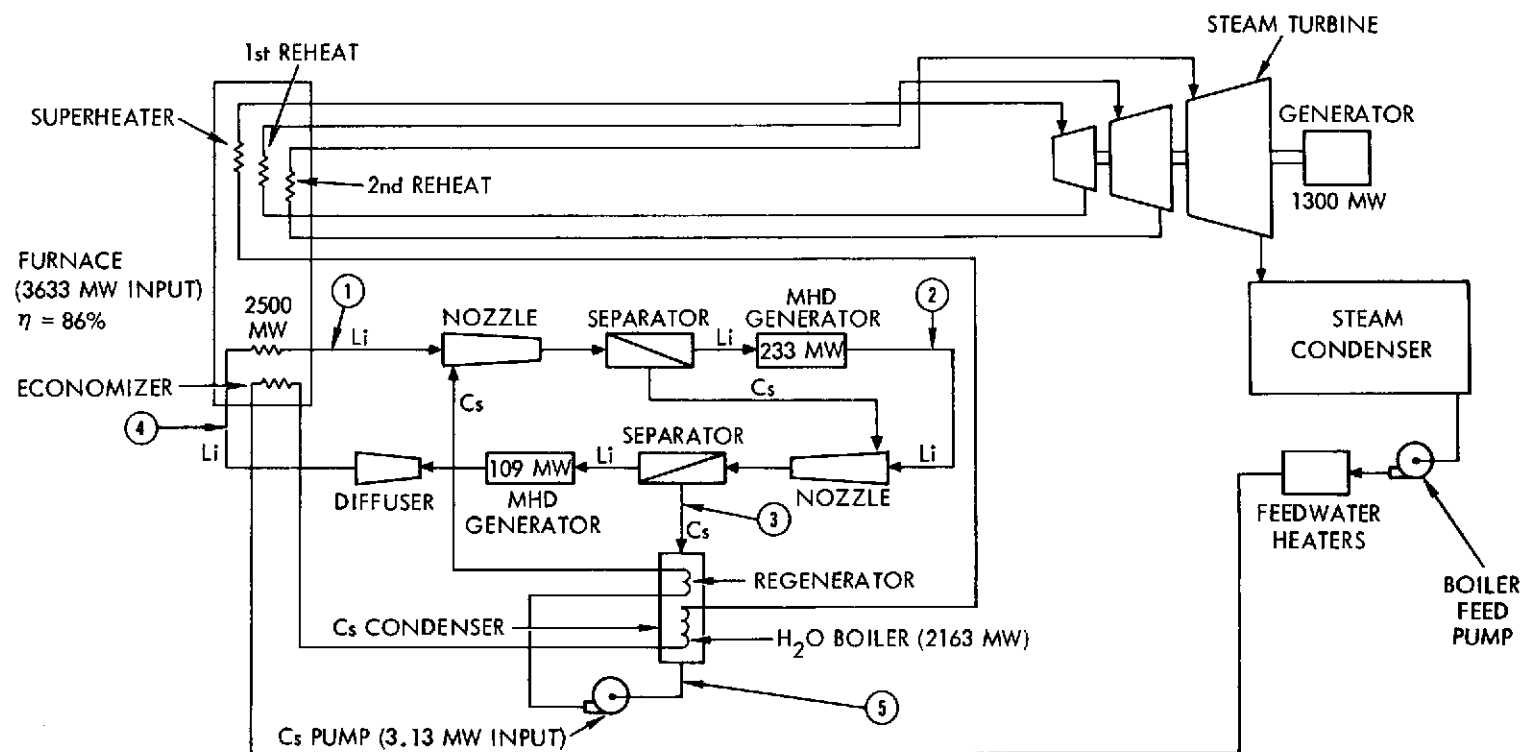 1st REHEAT
STEAM TURBINE
SUPERHEATER
GENERATOR
2nd REHEAT
1300 MW
FURNACE
(3633 MW INPUT)
η = 86%
2500
MW
1
Li
NOZZLE
SEPARATOR
Li
MHD
GENERATOR
233 MW
2
STEAM
CONDENSER
ECONOMIZER
Cs
Cs
4
Li
DIFFUSER
109 MW
MHD
GENERATOR
Li
SEPARATOR
NOZZLE
Li
3
Cs
FEEDWATER
HEATERS
BOILER
FEED
PUMP
REGENERATOR
Cs CONDENSER
H₂O BOILER (2163 MW)
5
Cs PUMP (3.13 MW INPUT)